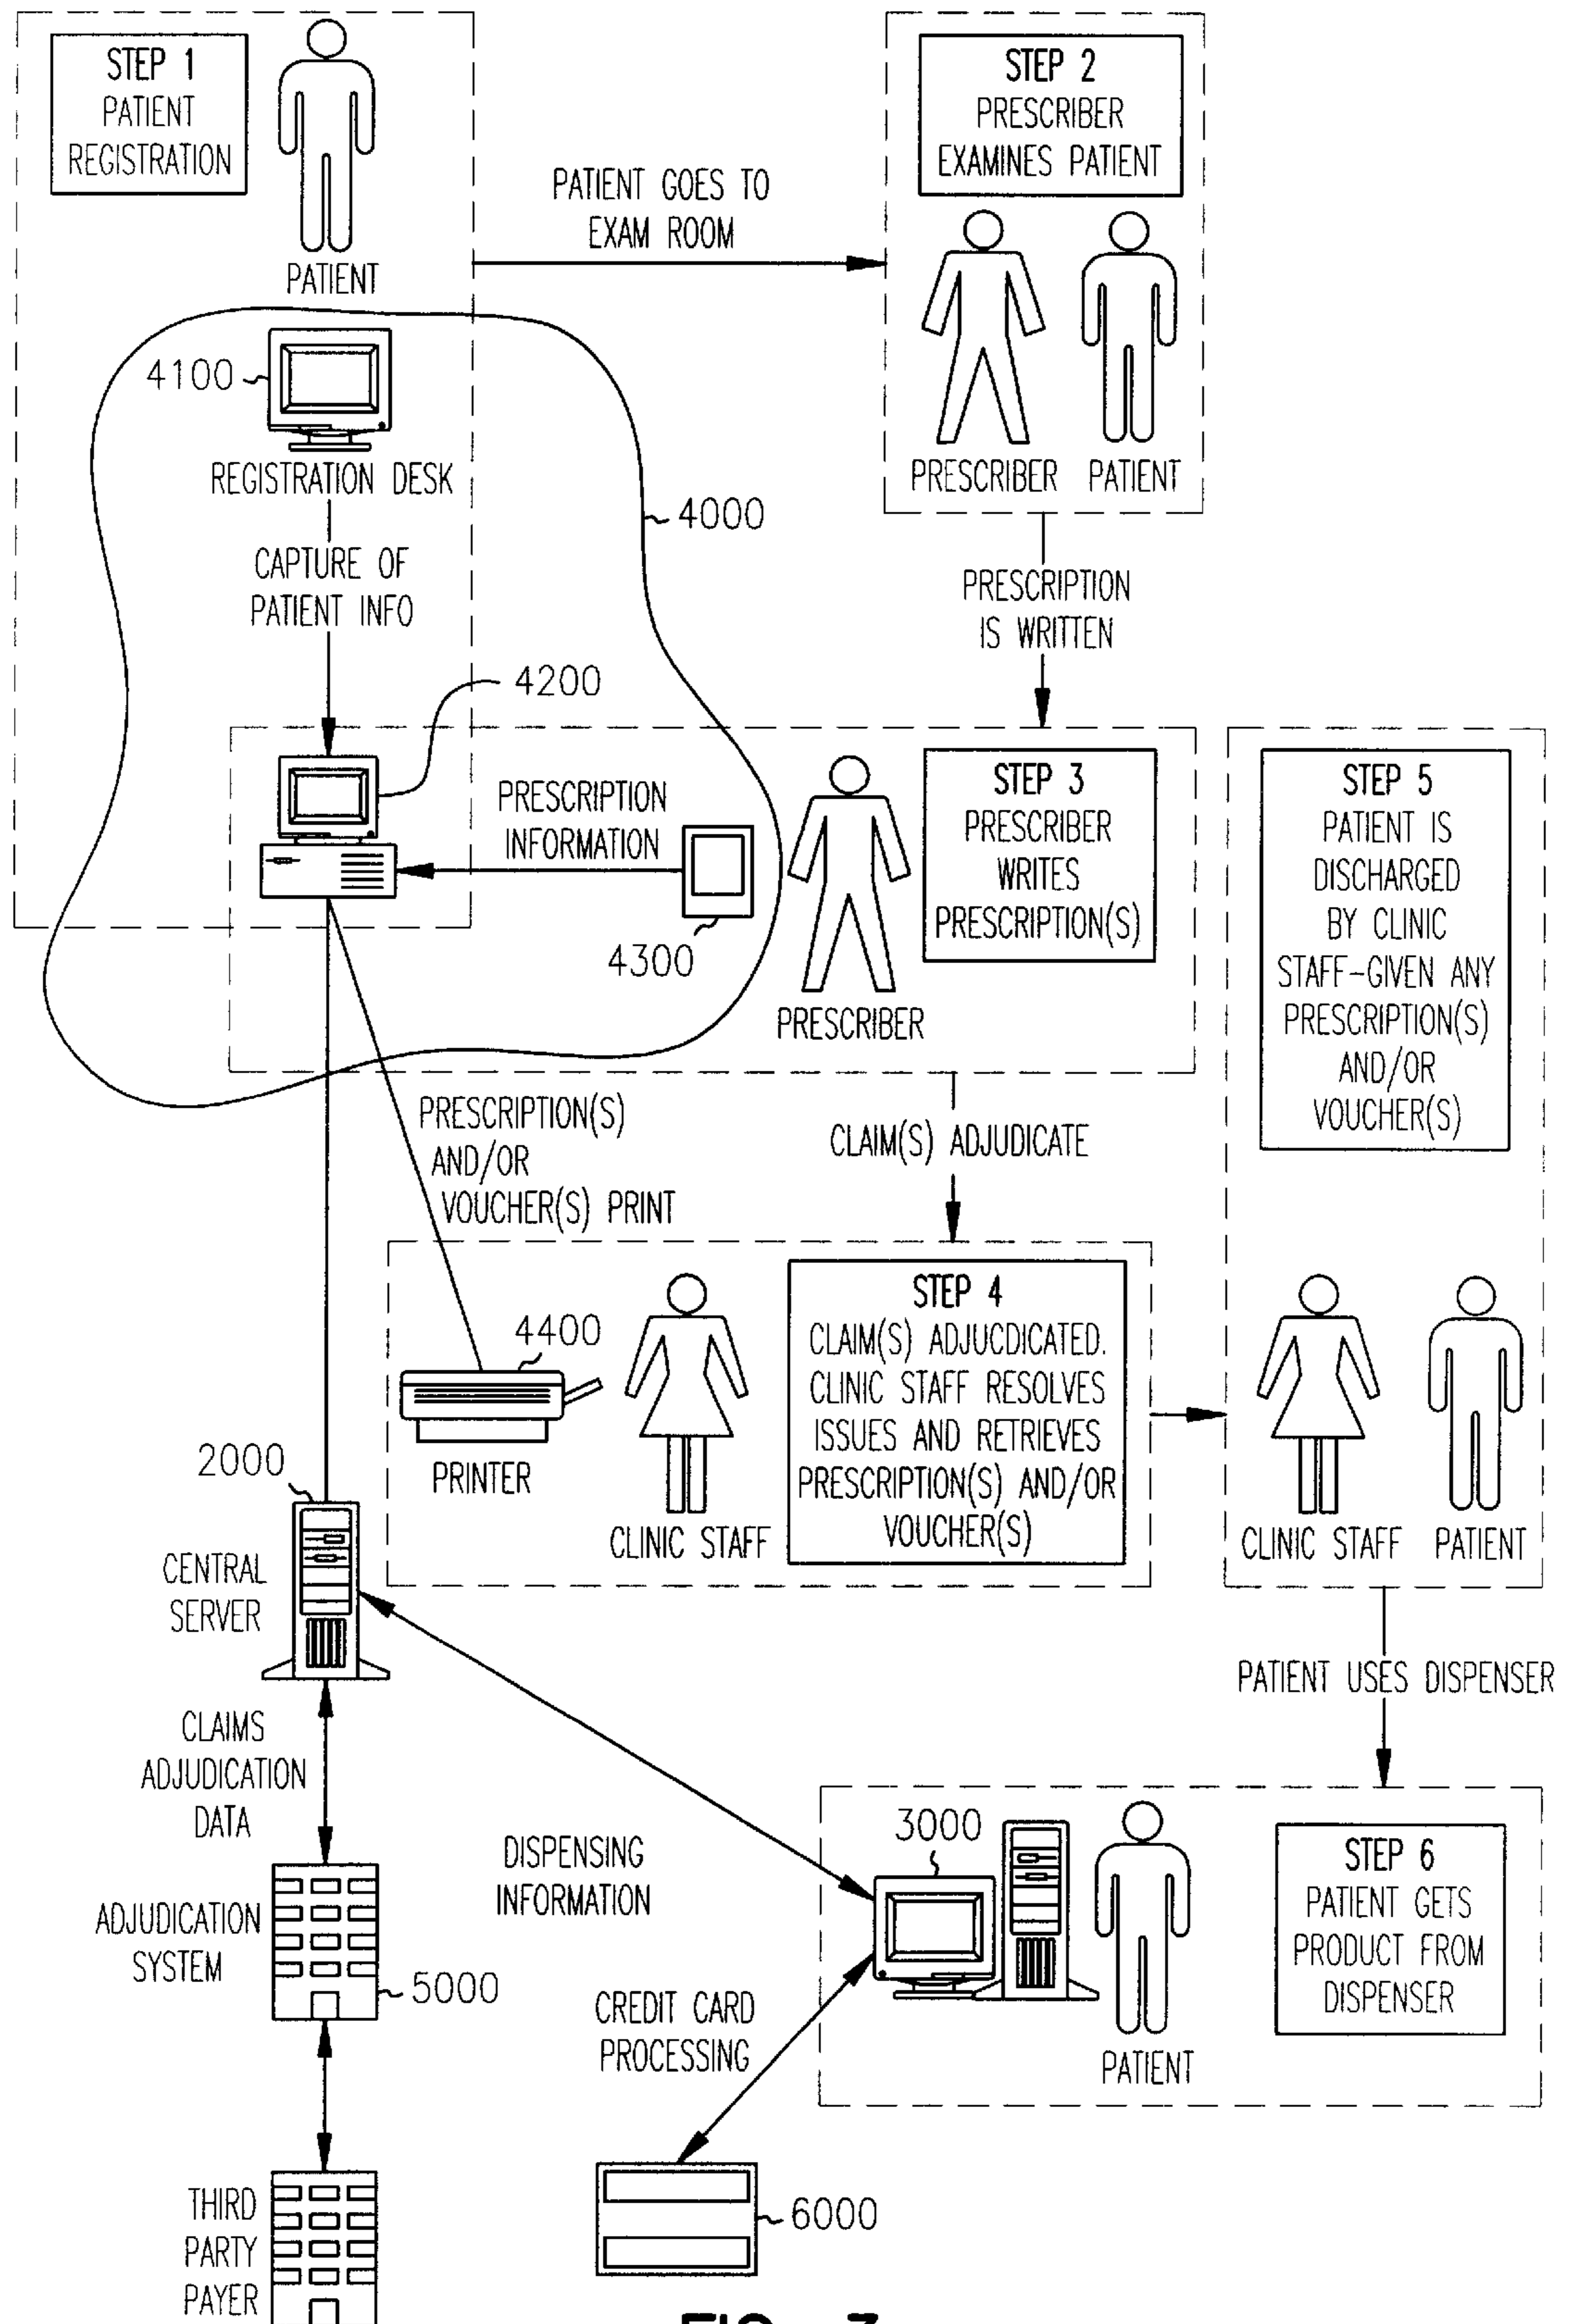 STEP 1
PATIENT
REGISTRATION
PATIENT
PATIENT GOES TO
EXAM ROOM
STEP 2
PRESCRIBER
EXAMINES PATIENT
PRESCRIBER
PATIENT
4100
REGISTRATION DESK
4000
CAPTURE OF
PATIENT INFO
PRESCRIPTION
IS WRITTEN
4200
PRESCRIPTION
INFORMATION
4300
PRESCRIBER
STEP 3
PRESCRIBER
WRITES
PRESCRIPTION(S)
STEP 5
PATIENT IS
DISCHARGED
BY CLINIC
STAFF-GIVEN ANY
PRESCRIPTION(S)
AND/OR
VOUCHER(S)
PRESCRIPTION(S)
AND/OR
VOUCHER(S) PRINT
CLAIM(S) ADJUDICATE
4400
PRINTER
CLINIC STAFF
STEP 4
CLAIM(S) ADJUCDICATED.
CLINIC STAFF RESOLVES
ISSUES AND RETRIEVES
PRESCRIPTION(S) AND/OR
VOUCHER(S)
CLINIC STAFF
PATIENT
2000
CENTRAL
SERVER
PATIENT USES DISPENSER
CLAIMS
ADJUDICATION
DATA
DISPENSING
INFORMATION
3000
PATIENT
STEP 6
PATIENT GETS
PRODUCT FROM
DISPENSER
ADJUDICATION
SYSTEM
5000
CREDIT CARD
PROCESSING
6000
THIRD
PARTY
PAYER